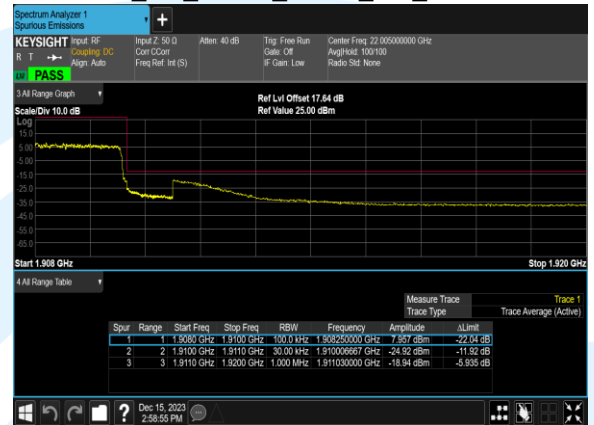 Spectrum Analyzer 1
Spurious Emissions
KEYSIGHT Input: RF Input Z: 50 Ω Atten: 40 dB Trig: Free Run Center Freq: 22.005000000 GHz
R T Coupling: DC Corr CCorr Gate: Off Avg|Hold: 100/100
Align: Auto Freq Ref: Int (S) IF Gain: Low Radio Std: None
PASS
3 All Range Graph
Ref Lvl Offset 17.64 dB
Scale/Div 10.0 dB Ref Value 25.00 dBm
Log
15.0
5.00
-5.00
-15.0
-25.0
-35.0
-45.0
-55.0
-65.0
Start 1.908 GHz Stop 1.920 GHz
4 All Range Table
Measure Trace Trace 1
Trace Type Trace Average (Active)
Spur Range Start Freq Stop Freq RBW Frequency Amplitude ΔLimit
1 1 1.9080 GHz 1.9100 GHz 100.0 kHz 1.908250000 GHz 7.957 dBm -22.04 dB
2 2 1.9100 GHz 1.9110 GHz 30.00 kHz 1.910006667 GHz -24.92 dBm -11.92 dB
3 3 1.9110 GHz 1.9200 GHz 1.000 MHz 1.911030000 GHz -18.94 dBm -5.935 dB
? Dec 15, 2023
2:58:55 PM